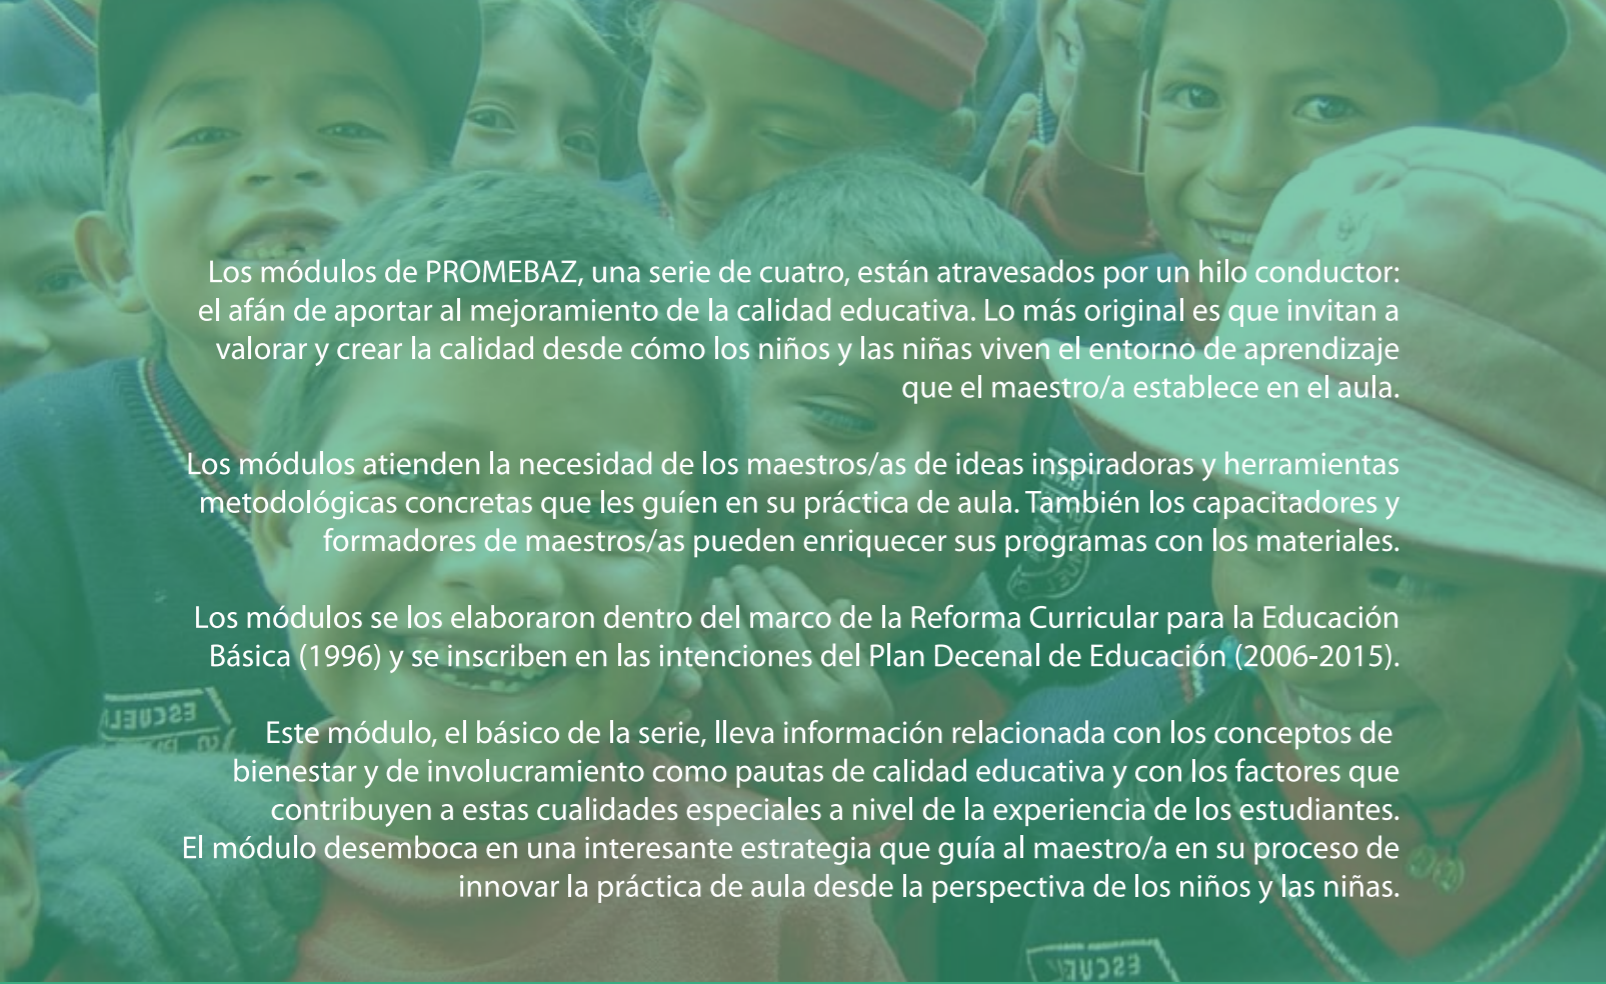 Los módulos de PROMEBAZ, una serie de cuatro, están atravesados por un hilo conductor:
el afán de aportar al mejoramiento de la calidad educativa. Lo más original es que invitan a
valorar y crear la calidad desde cómo los niños y las niñas viven el entorno de aprendizaje
que el maestro/a establece en el aula.
Los módulos atienden la necesidad de los maestros/as de ideas inspiradoras y herramientas
metodológicas concretas que les guíen en su práctica de aula. También los capacitadores y
formadores de maestros/as pueden enriquecer sus programas con los materiales.
Los módulos se los elaboraron dentro del marco de la Reforma Curricular para la Educación
Básica (1996) y se inscriben en las intenciones del Plan Decenal de Educación (2006-2015).
Este módulo, el básico de la serie, lleva información relacionada con los conceptos de
bienestar y de involucramiento como pautas de calidad educativa y con los factores que
contribuyen a estas cualidades especiales a nivel de la experiencia de los estudiantes.
El módulo desemboca en una interesante estrategia que guía al maestro/a en su proceso de
innovar la práctica de aula desde la perspectiva de los niños y las niñas.
ESCUELA
ESCUEL